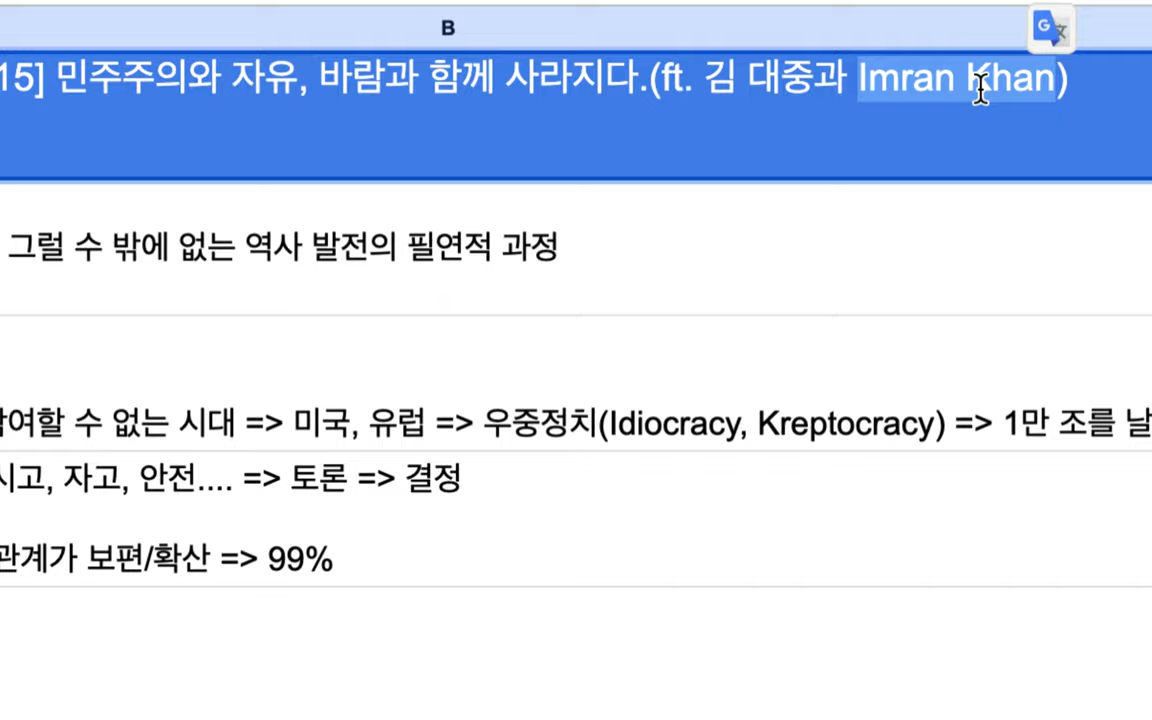 B
15] 민주주의와 자유, 바람과 함께 사라지다.(ft. 김 대중과 Imran Khan)
그럴 수 밖에 없는 역사 발전의 필연적 과정
참여할 수 없는 시대 => 미국, 유럽 => 우중정치(Idiocracy, Kreptocracy) => 1만 조를 날
시고, 자고, 안전.... => 토론 => 결정
관계가 보편/확산 => 99%